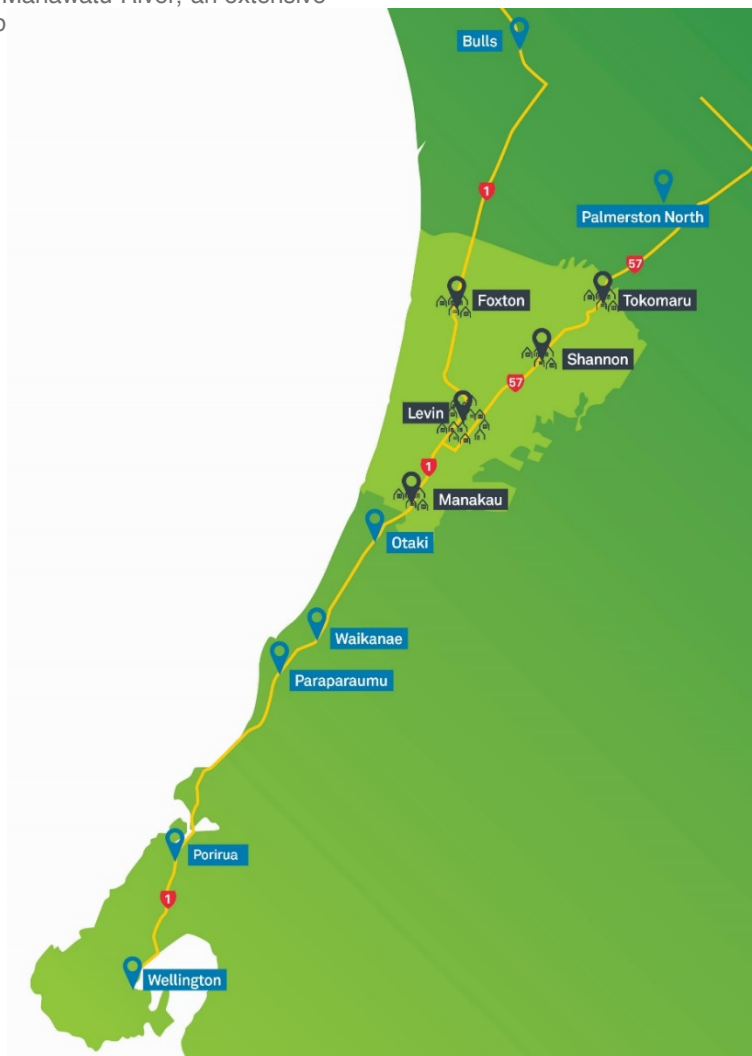 Manawatu River, an extensive
Bulls
1
Palmerston North
57
Foxton
Tokomaru
Shannon
57
Levin
1
Manakau
Otaki
Waikanae
Paraparaumu
Porirua
1
Wellington